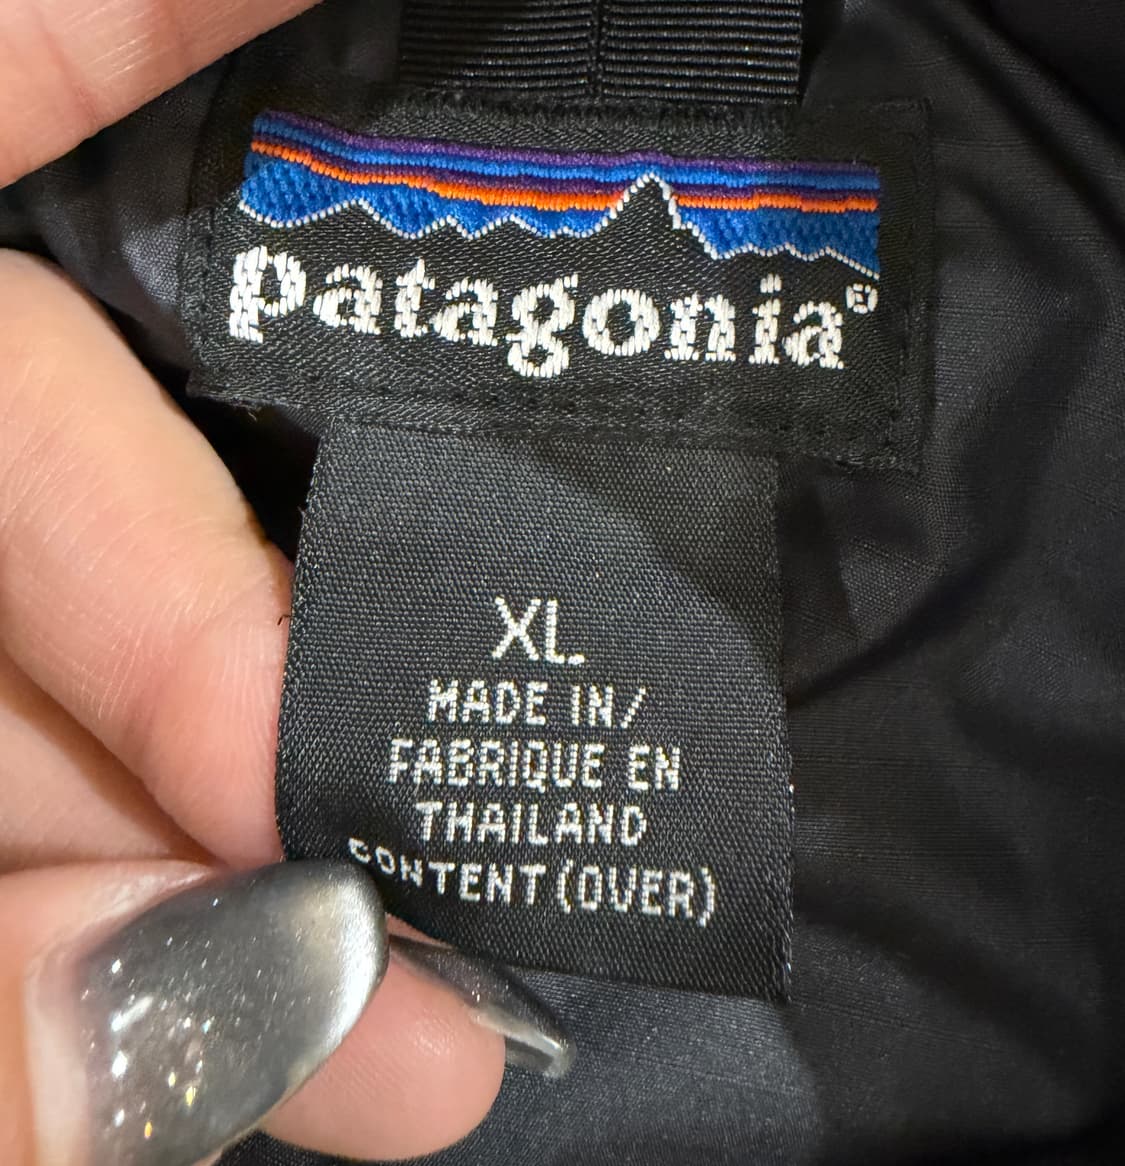 patagonia®
XL
MADE IN/
FABRIQUE EN
THAILAND
CONTENT (OVER)